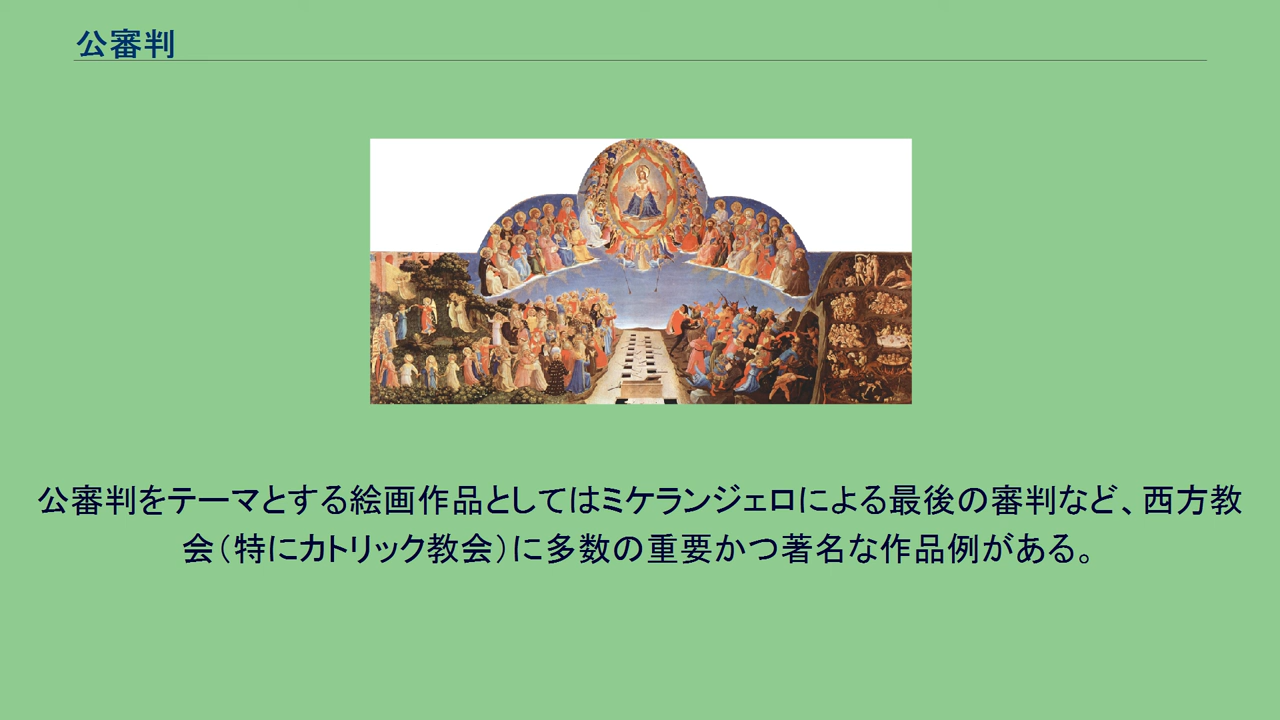 公審判
公審判をテーマとする絵画作品としてはミケランジェロによる最後の審判など、西方教
会（特にカトリック教会）に多数の重要かつ著名な作品例がある。